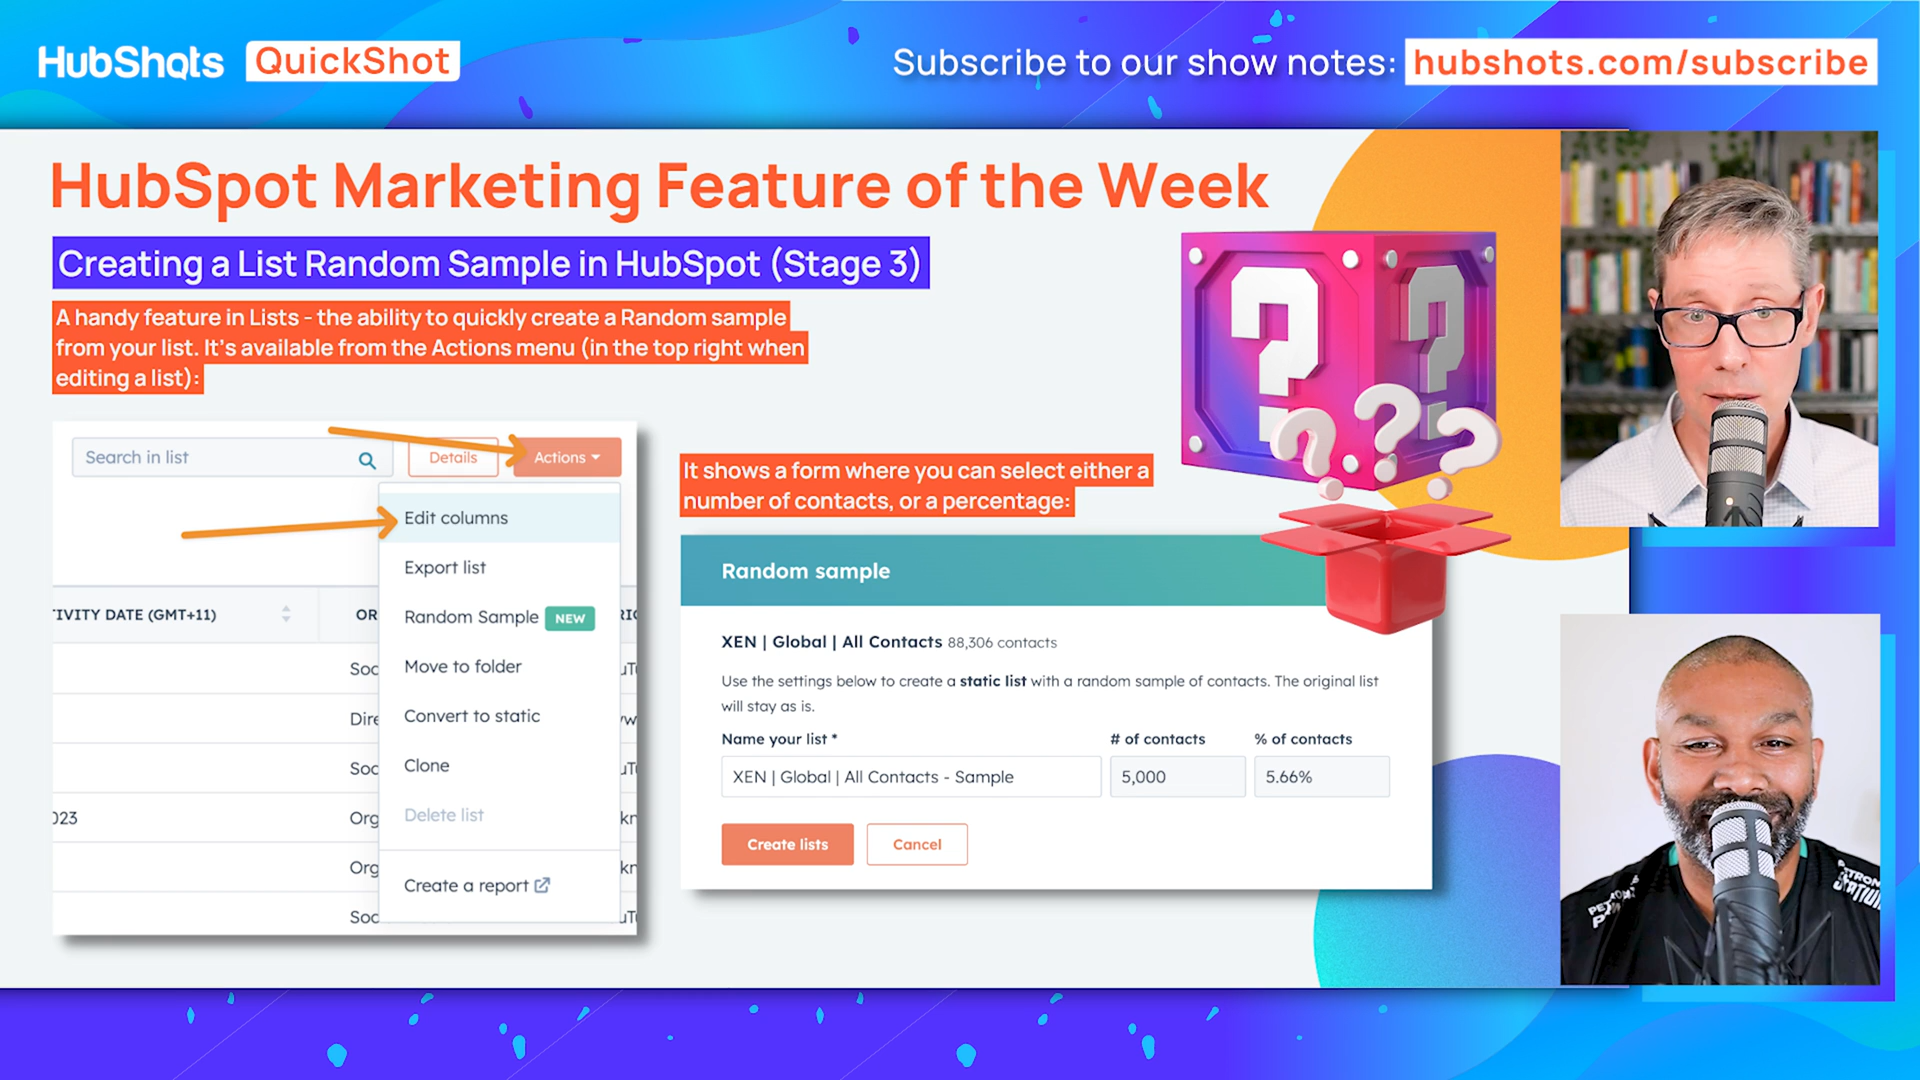 HubShots QuickShot
Subscribe to our show notes: hubshots.com/subscribe
HubSpot Marketing Feature of the Week
Creating a List Random Sample in HubSpot (Stage 3)
A handy feature in Lists - the ability to quickly create a Random sample
from your list. It's available from the Actions menu (in the top right when
editing a list):
Search in list
Details
Actions
Edit columns
Export list
Random Sample NEW
Move to folder
Convert to static
Clone
Delete list
Create a report
TIVITY DATE (GMT+11)
OR
Soc
Dire
Soc
023
Org
Org
Soc
It shows a form where you can select either a
number of contacts, or a percentage:
Random sample
XEN | Global | All Contacts 88,306 contacts
Use the settings below to create a static list with a random sample of contacts. The original list
will stay as is.
Name your list *
# of contacts
% of contacts
XEN | Global | All Contacts - Sample
5,000
5.66%
Create lists
Cancel
? ?
? ? ?